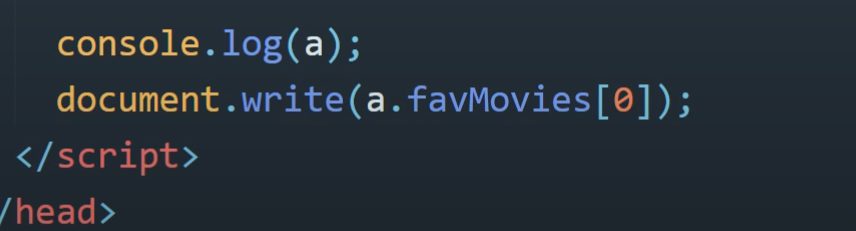 console.log(a);
document.write(a.favMovies[0]);
</script>
/head>